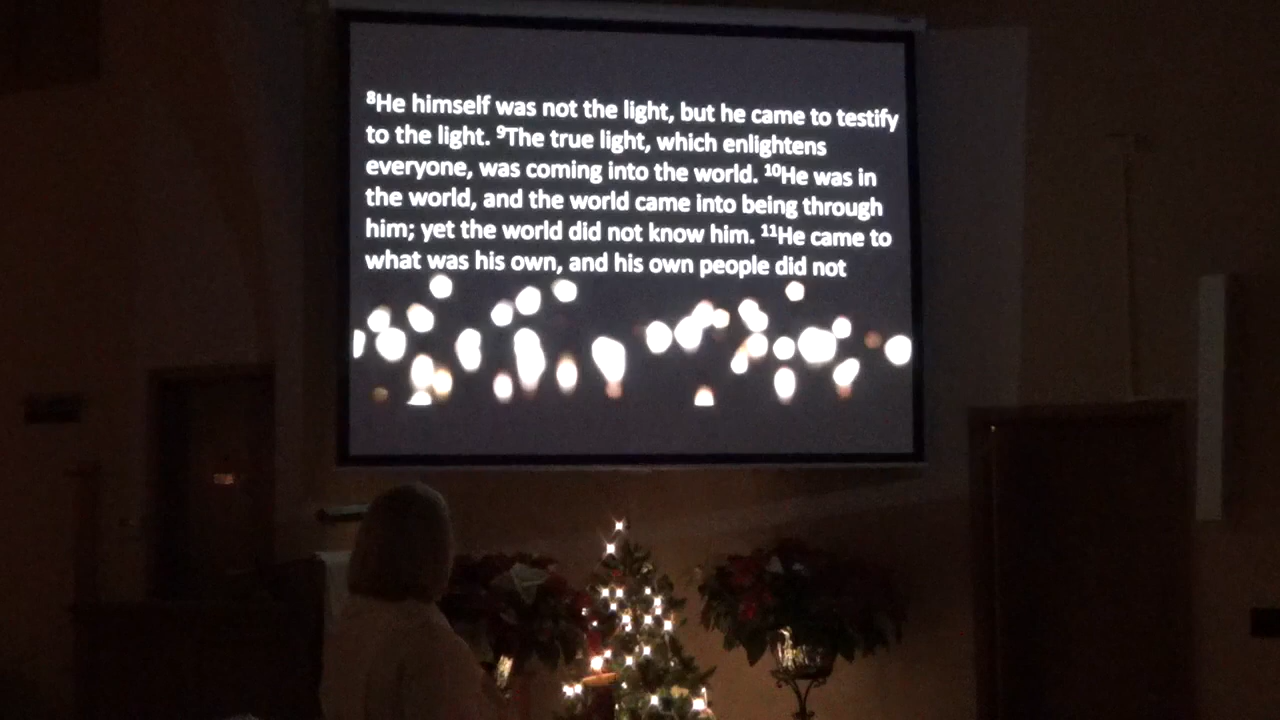 ⁸He himself was not the light, but he came to testify
to the light. ⁹The true light, which enlightens
everyone, was coming into the world. ¹⁰He was in
the world, and the world came into being through
him; yet the world did not know him. ¹¹He came to
what was his own, and his own people did not